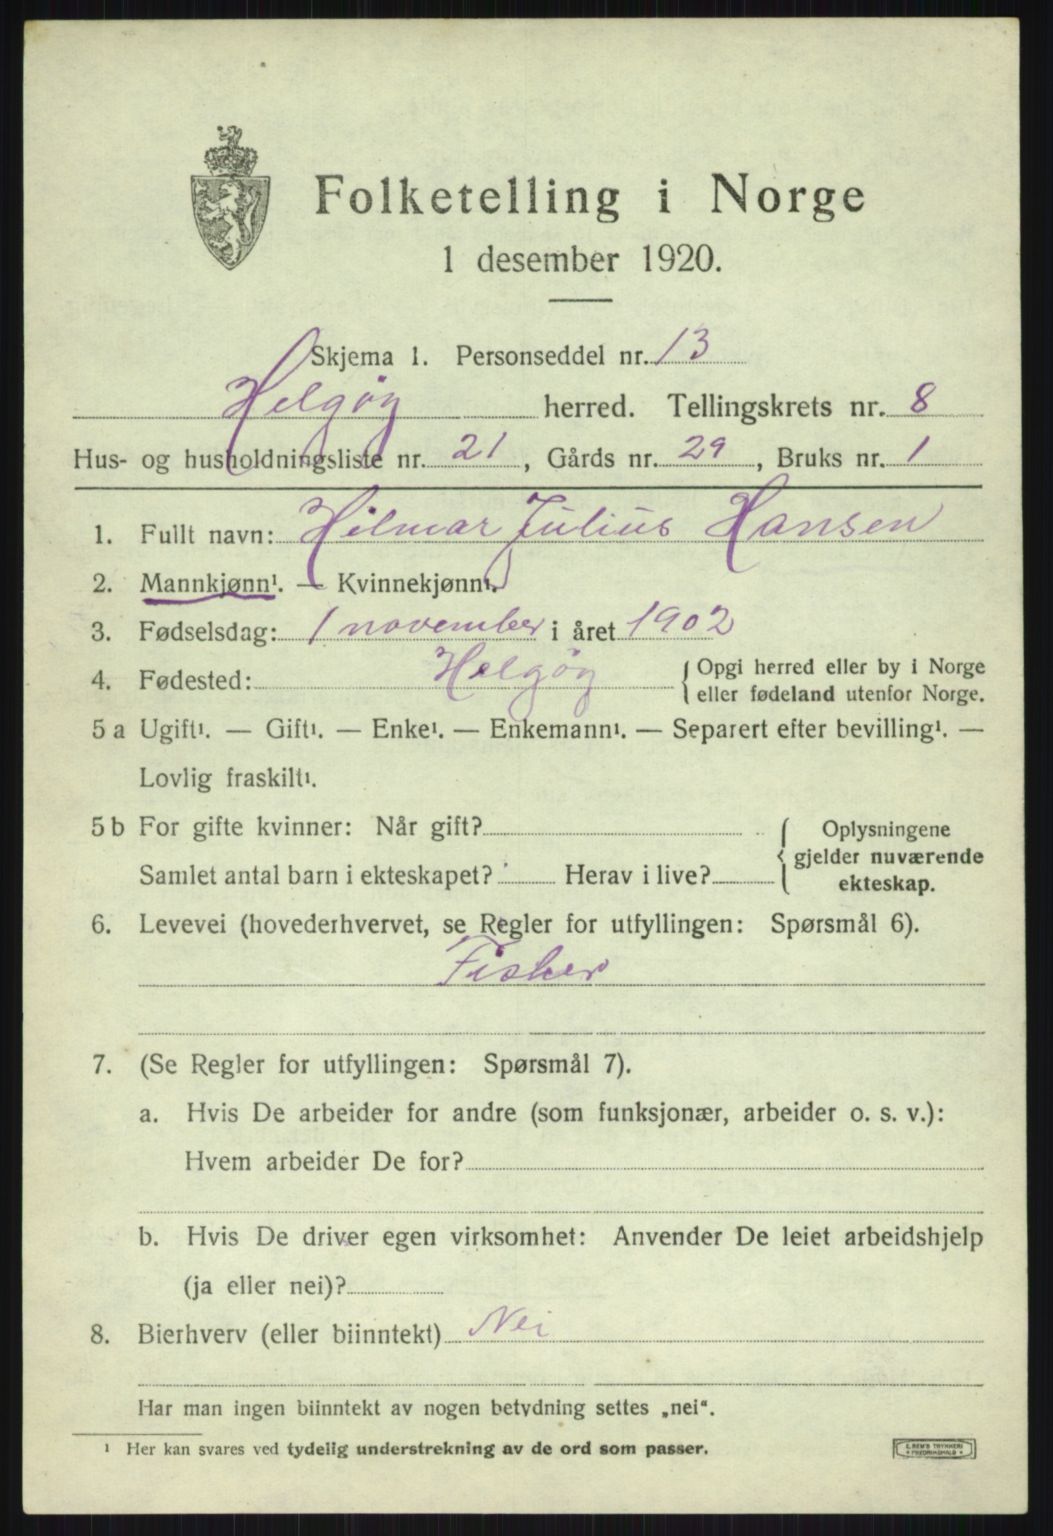 Folketelling i Norge
1 desember 1920.
Skjema 1. Personseddel nr. 13
Helgøy herred. Tellingskrets nr. 8
Hus- og husholdningsliste nr. 21, Gårds nr. 29, Bruks nr. 1
1. Fullt navn: Hilmar Julius Hansen
2. Mannkjønn¹. — Kvinnekjønn¹.
3. Fødselsdag: 1 november i året 1902
4. Fødested: Helgøy { Opgi herred eller by i Norge
eller fødeland utenfor Norge.
5 a Ugift¹. — Gift¹. — Enke¹. — Enkemann¹. — Separert efter bevilling¹. —
Lovlig fraskilt¹.
5 b For gifte kvinner: Når gift? { Oplysningene
gjelder nuværende
Samlet antal barn i ekteskapet? Herav i live?
ekteskap.
6. Levevei (hovederhvervet, se Regler for utfyllingen: Spørsmål 6).
Fisker
7. (Se Regler for utfyllingen: Spørsmål 7).
a. Hvis De arbeider for andre (som funksjonær, arbeider o. s. v.):
Hvem arbeider De for?
b. Hvis De driver egen virksomhet: Anvender De leiet arbeidshjelp
(ja eller nei)?
8. Bierhverv (eller biinntekt) Nei
Har man ingen biinntekt av nogen betydning settes „nei".
¹ Her kan svares ved tydelig understrekning av de ord som passer.
E. SEM'S TRYKKERI
FREDRIKSHALD